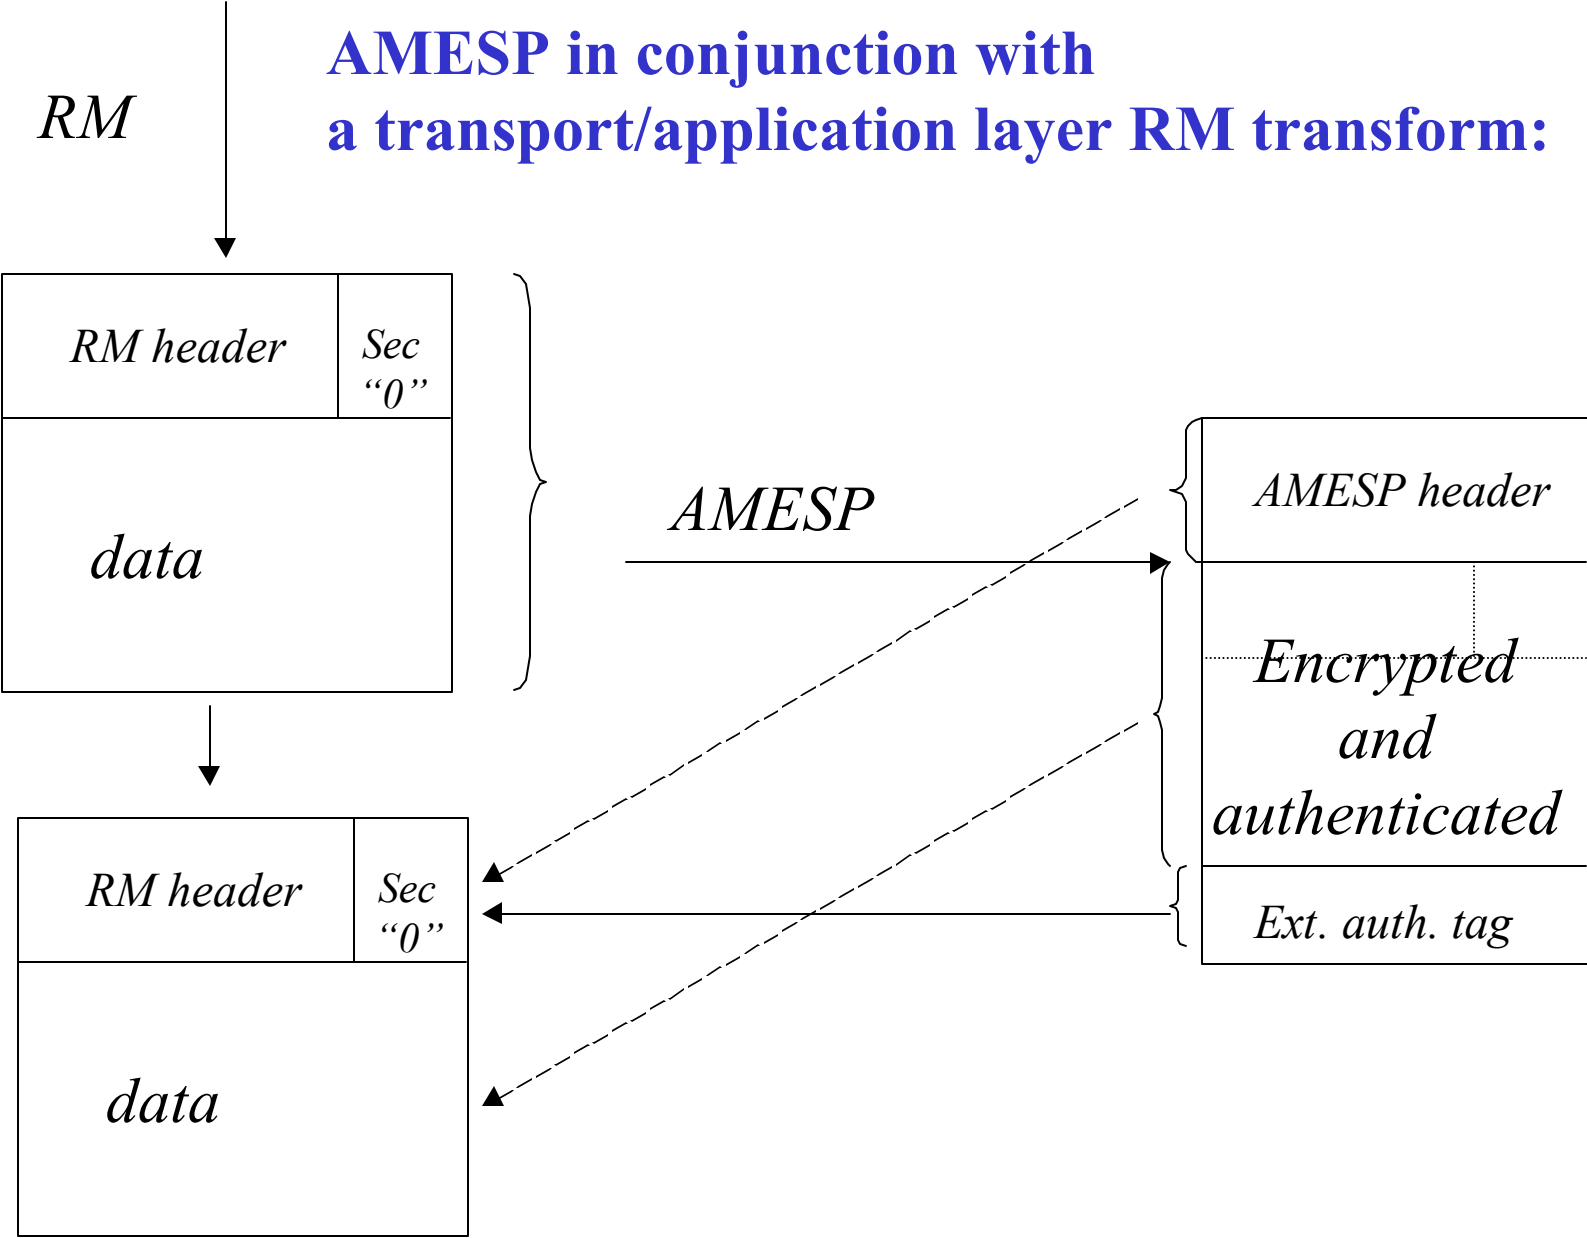 AMESP in conjunction with
a transport/application layer RM transform:
RM
RM header
Sec
“0”
data
AMESP
AMESP header
Encrypted
and
authenticated
Ext. auth. tag
RM header
Sec
“0”
data